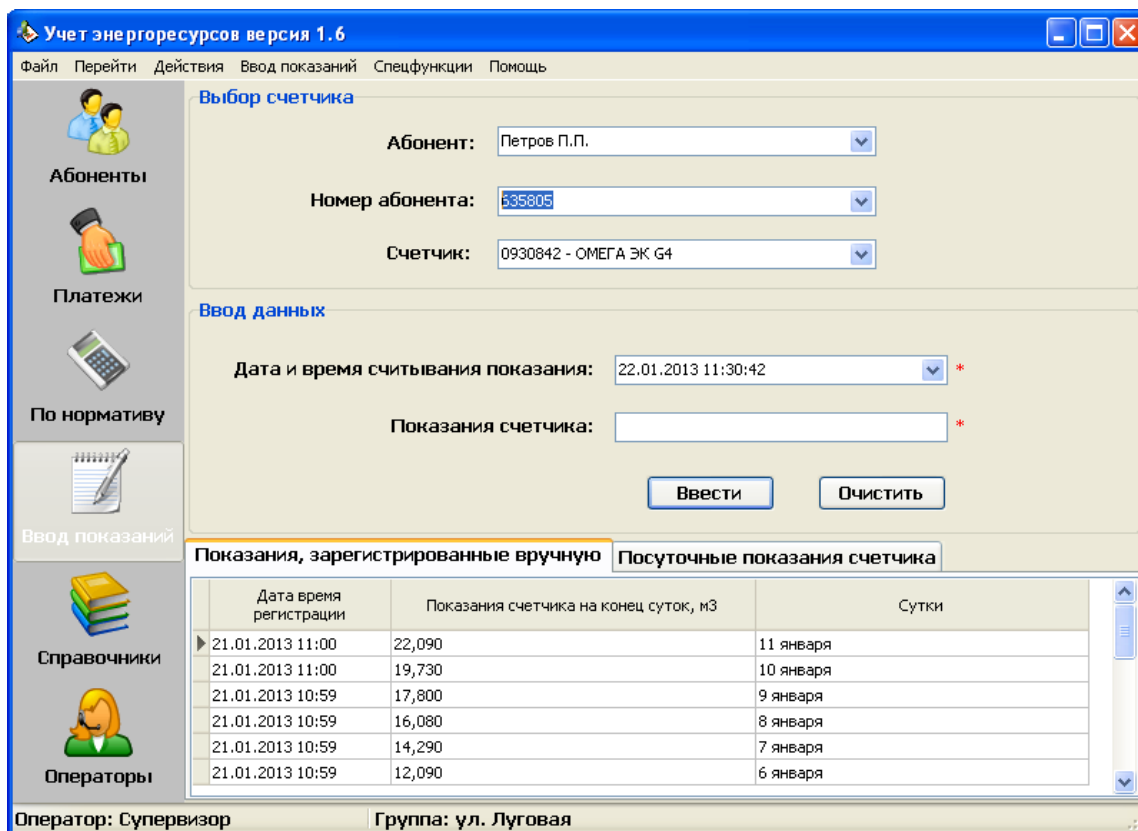 Учет энергоресурсов версия 1.6
Файл Перейти Действия Ввод показаний Спецфункции Помощь
Абоненты
Платежи
По нормативу
Ввод показаний
Справочники
Операторы
Выбор счетчика
Абонент: Петров П.П.
Номер абонента: 635805
Счетчик: 0930842 - ОМЕГА ЭК G4
Ввод данных
Дата и время считывания показания: 22.01.2013 11:30:42 *
Показания счетчика: *
Ввести Очистить
Показания, зарегистрированные вручную Посуточные показания счетчика
Дата время регистрации Показания счетчика на конец суток, м3 Сутки
21.01.2013 11:00 22,090 11 января
21.01.2013 11:00 19,730 10 января
21.01.2013 10:59 17,800 9 января
21.01.2013 10:59 16,080 8 января
21.01.2013 10:59 14,290 7 января
21.01.2013 10:59 12,090 6 января
Оператор: Супервизор Группа: ул. Луговая